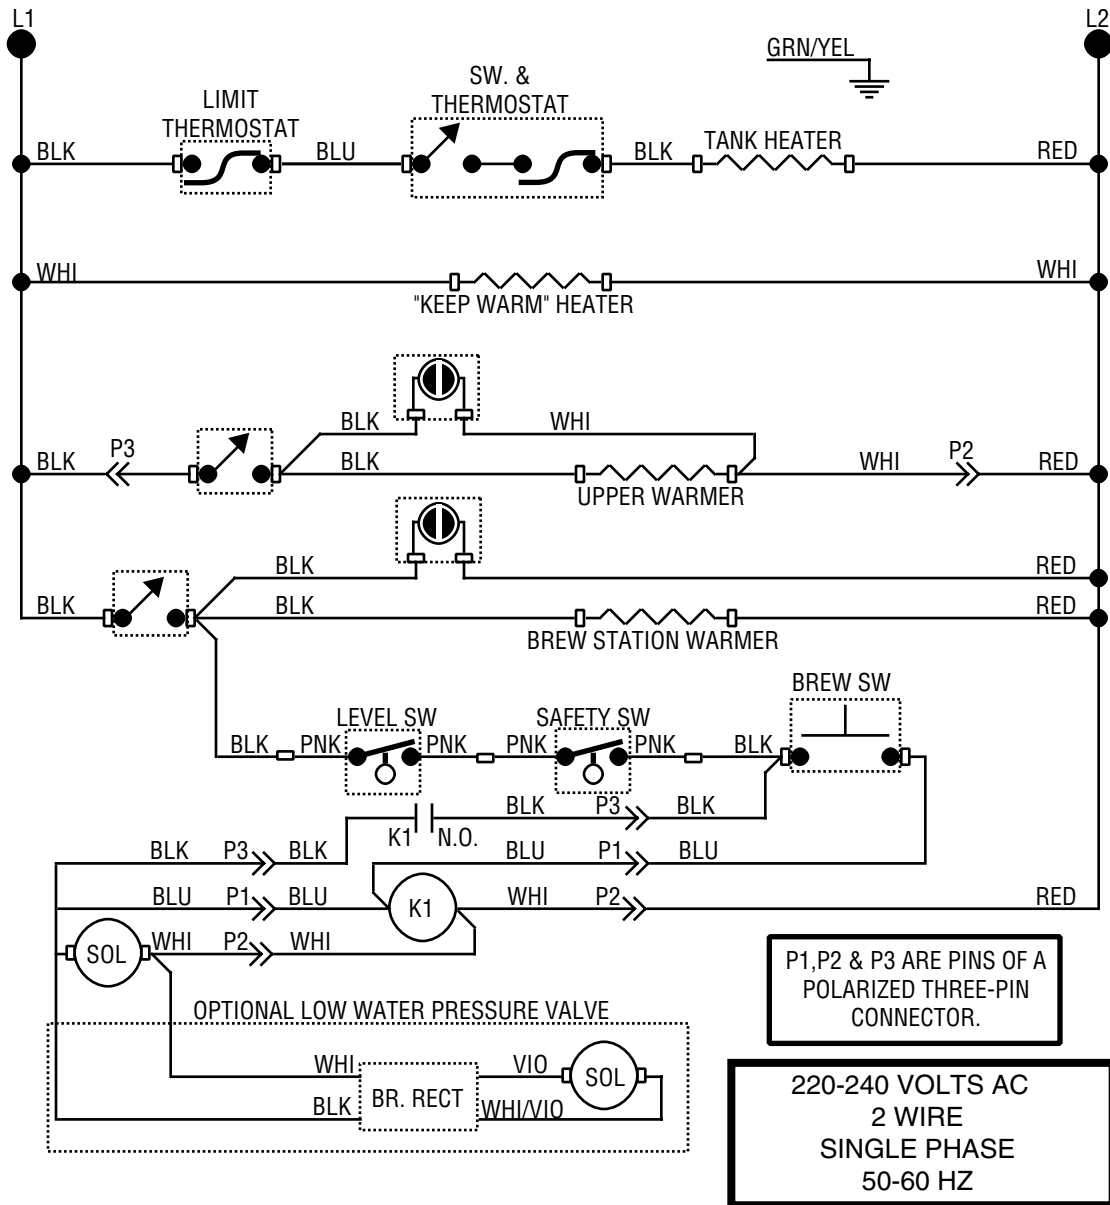 L1
L2
GRN/YEL
SW. &
THERMOSTAT
LIMIT
THERMOSTAT
BLK
BLU
BLK
TANK HEATER
RED
WHI
WHI
"KEEP WARM" HEATER
BLK
WHI
BLK
P3
BLK
WHI
P2
RED
UPPER WARMER
BLK
RED
BLK
BLK
RED
BREW STATION WARMER
BREW SW
LEVEL SW
SAFETY SW
BLK
PNK
PNK
PNK
PNK
BLK
BLK
P3
BLK
K1
N.O.
BLK
P3
BLK
BLU
P1
BLU
BLU
P1
BLU
K1
WHI
P2
RED
SOL
WHI
P2
WHI
P1,P2 & P3 ARE PINS OF A
POLARIZED THREE-PIN
CONNECTOR.
OPTIONAL LOW WATER PRESSURE VALVE
WHI
VIO
SOL
BR. RECT
BLK
WHI/VIO
220-240 VOLTS AC
2 WIRE
SINGLE PHASE
50-60 HZ